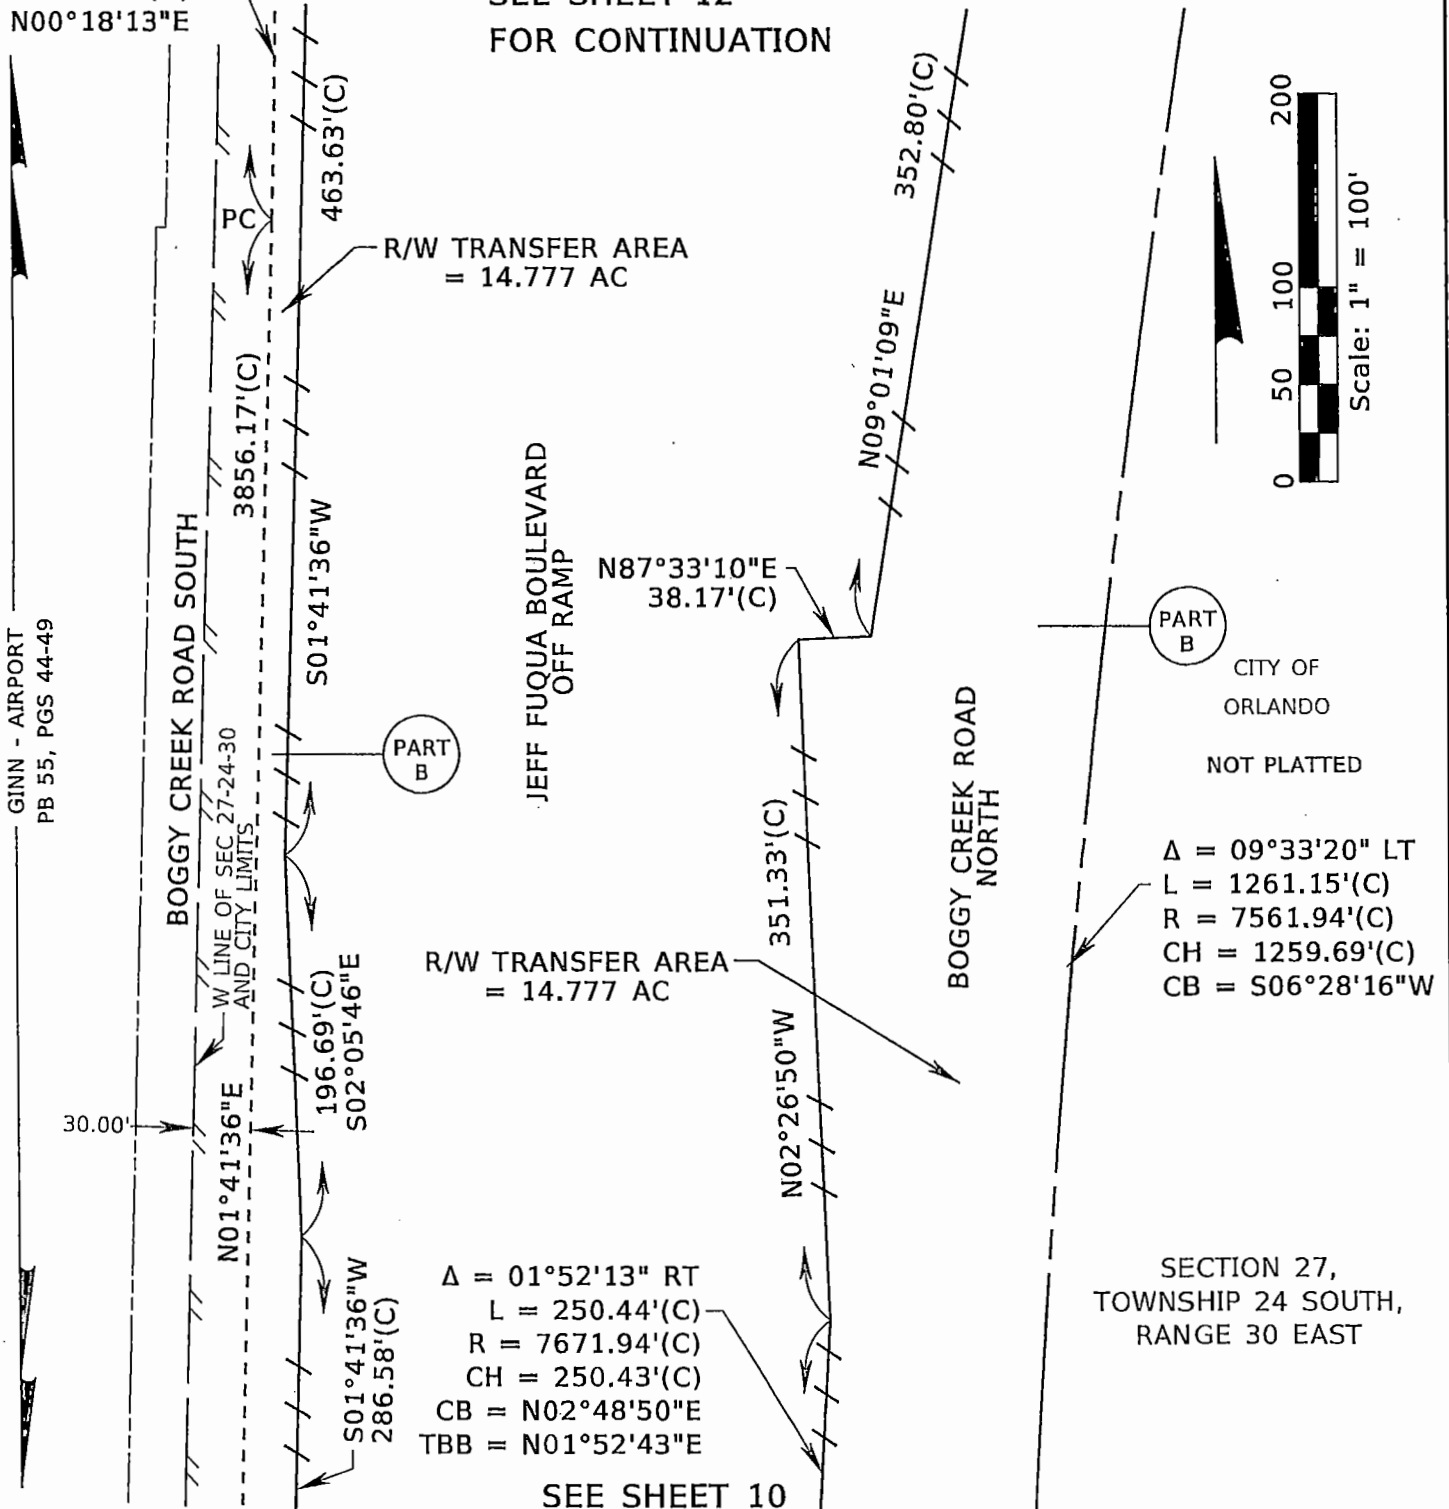 N00°18'13"E
FOR CONTINUATION
463.63'(C)
352.80'(C)
PC
R/W TRANSFER AREA
= 14.777 AC
200
100
50
0
Scale: 1" = 100'
3856.17'(C)
N09°01'09"E
S01°41'36"W
JEFF FUQUA BOULEVARD
OFF RAMP
N87°33'10"E
38.17'(C)
BOGGY CREEK ROAD SOUTH
GINN - AIRPORT
PB 55, PGS 44-49
PART
B
PART
B
CITY OF
ORLANDO
NOT PLATTED
W LINE OF SEC 27-24-30
AND CITY LIMITS
351.33'(C)
BOGGY CREEK ROAD
NORTH
Δ = 09°33'20" LT
L = 1261.15'(C)
R = 7561.94'(C)
CH = 1259.69'(C)
CB = S06°28'16"W
R/W TRANSFER AREA
= 14.777 AC
196.69'(C)
S02°05'46"E
N02°26'50"W
30.00'
N01°41'36"E
S01°41'36"W
286.58'(C)
Δ = 01°52'13" RT
L = 250.44'(C)
R = 7671.94'(C)
CH = 250.43'(C)
CB = N02°48'50"E
TBB = N01°52'43"E
SECTION 27,
TOWNSHIP 24 SOUTH,
RANGE 30 EAST
SEE SHEET 10